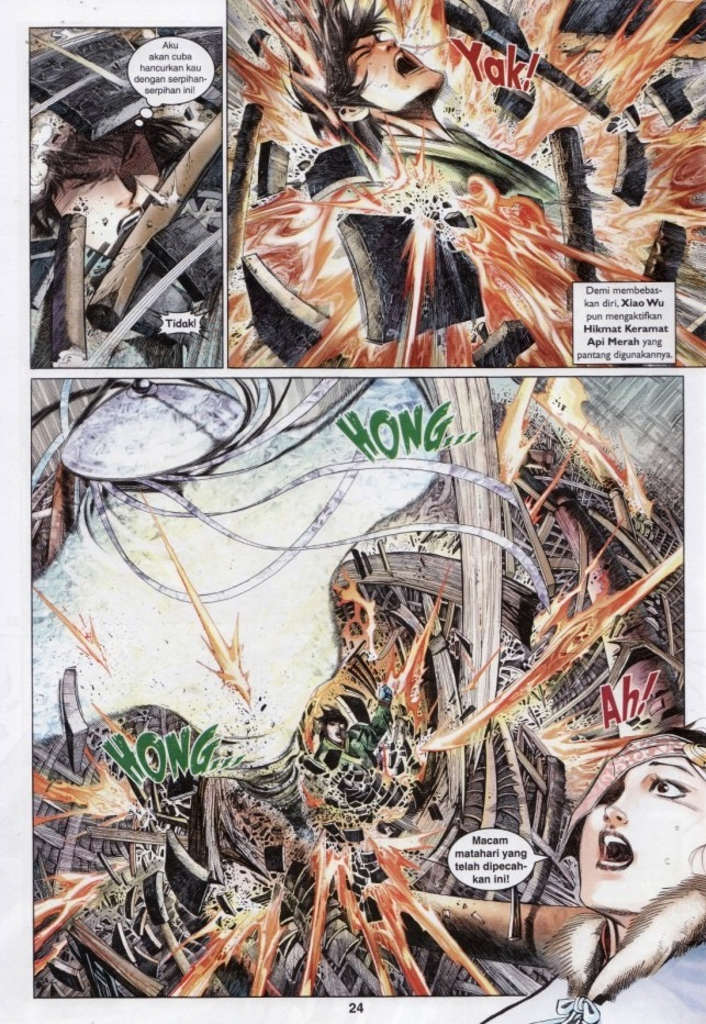 Aku
akan cuba
hancurkan kau
dengan serpihan-
serpihan ini!
Tidak!
Yak!
Demi membebas-
kan diri, Xiao Wu
pun mengaktifkan
Hikmat Keramat
Api Merah yang
pantang digunakannya.
HONG...
HONG...
Ah!
Macam
matahari yang
telah dipecah-
kan ini!
24